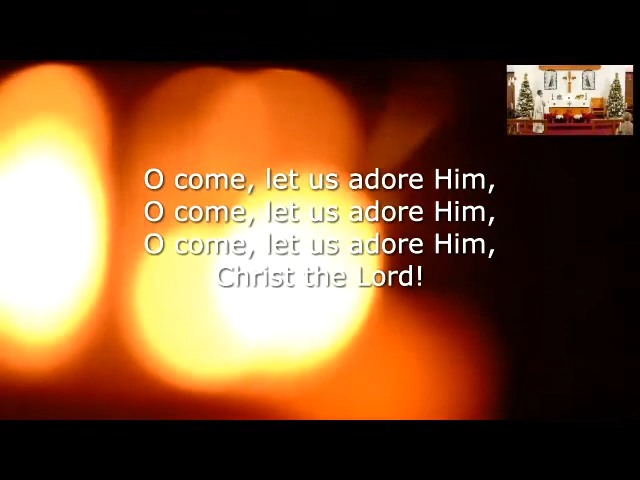 O come, let us adore Him,
O come, let us adore Him,
O come, let us adore Him,
Christ the Lord!